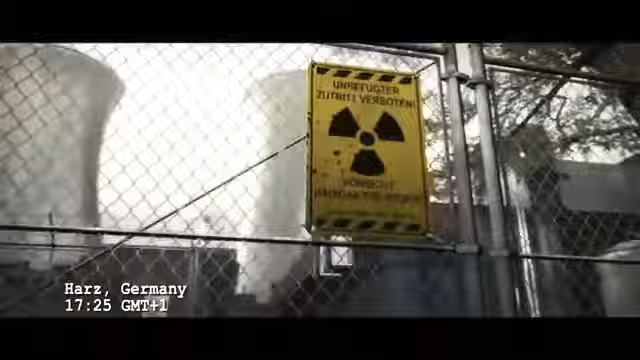 UNBEFUGTER
ZUTRITT VERBOTEN!
VORSICHT
Harz, Germany
17:25 GMT+1